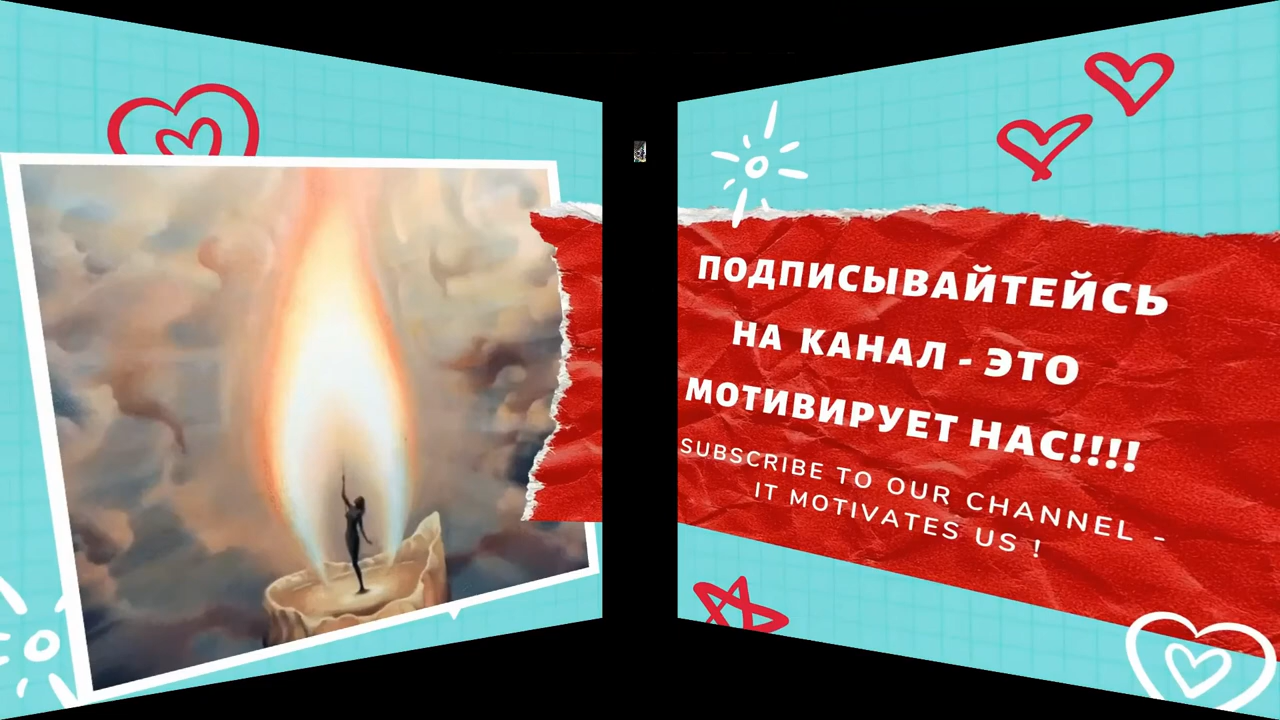 ПОДПИСЫВАЙТЕЙСЬ
НА КАНАЛ - ЭТО
МОТИВИРУЕТ НАС!!!!
SUBSCRIBE TO OUR CHANNEL -
IT MOTIVATES US !